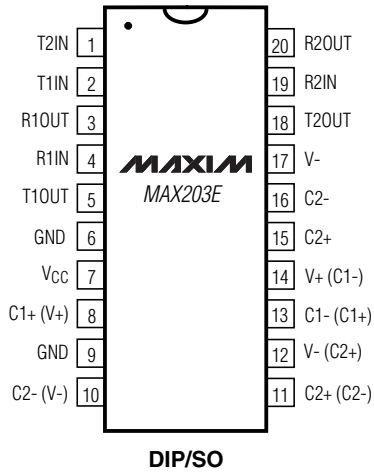 T2IN 1
T1IN 2
R1OUT 3
R1IN 4
T1OUT 5
GND 6
VCC 7
C1+ (V+) 8
GND 9
C2- (V-) 10
MAXIM
MAX203E
20 R2OUT
19 R2IN
18 T2OUT
17 V-
16 C2-
15 C2+
14 V+ (C1-)
13 C1- (C1+)
12 V- (C2+)
11 C2+ (C2-)
DIP/SO